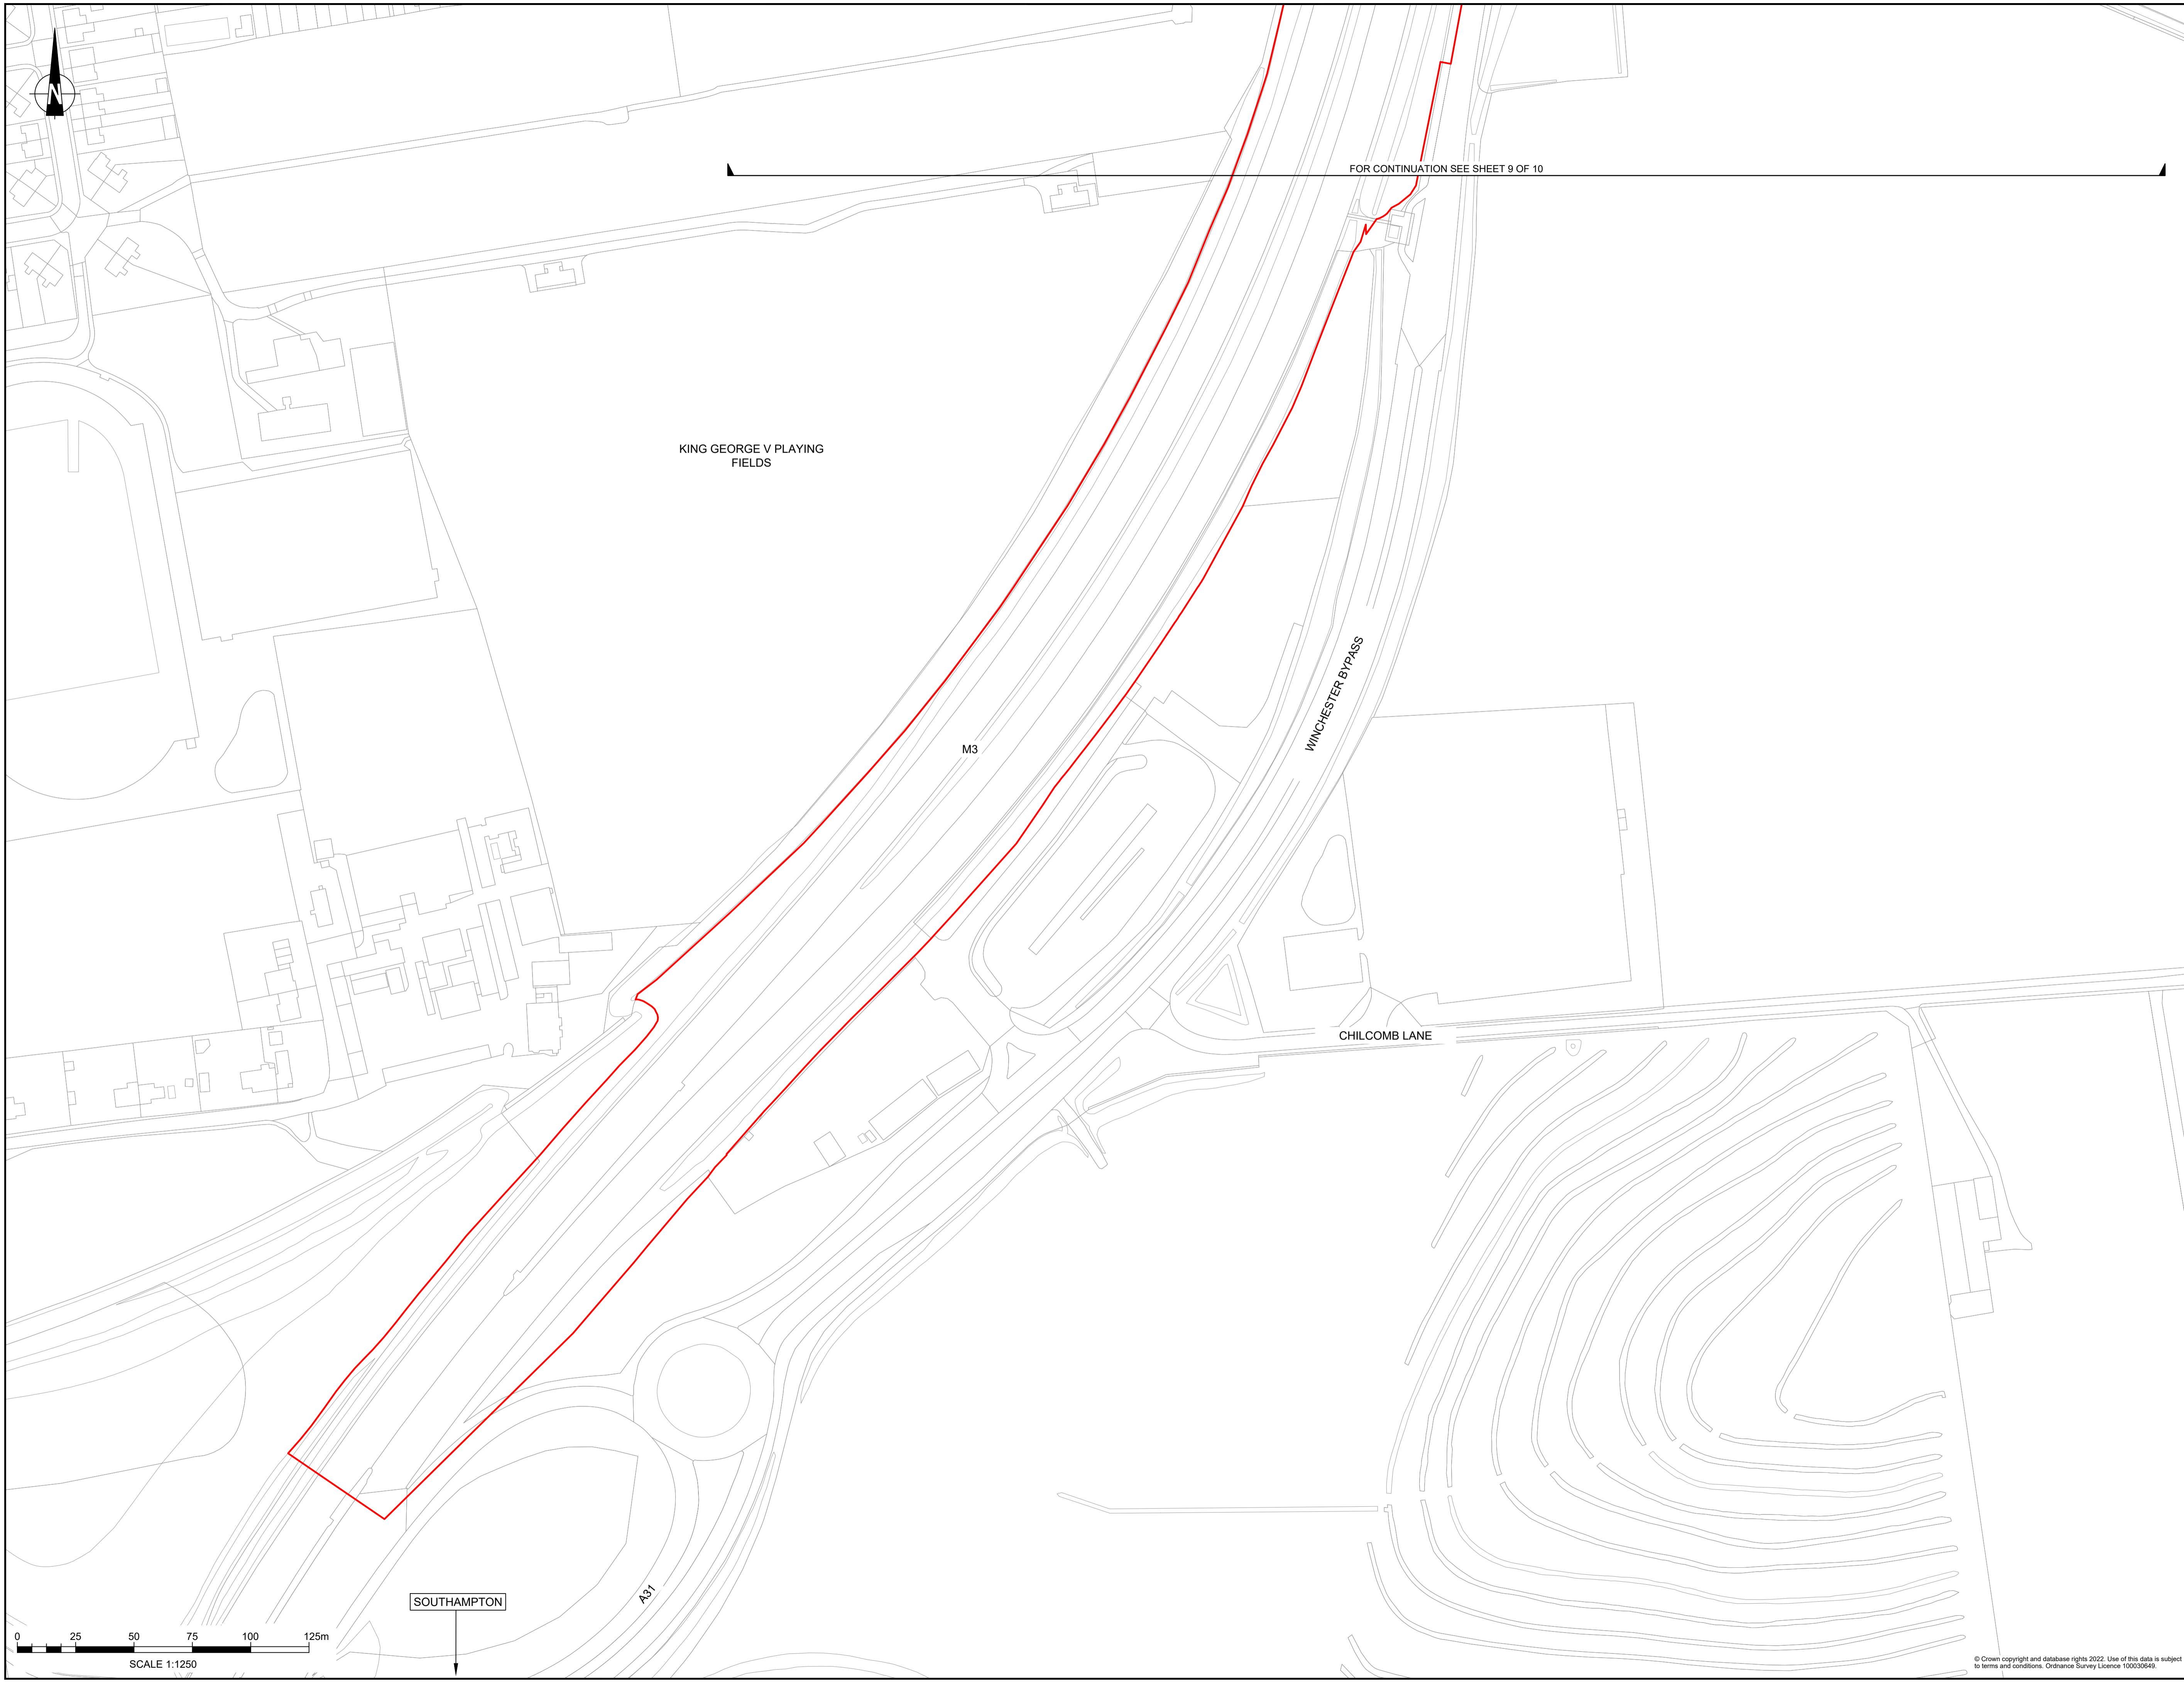 N
FOR CONTINUATION SEE SHEET 9 OF 10
KING GEORGE V PLAYING
FIELDS
WINCHESTER BYPASS
M3
CHILCOMB LANE
A31
SOUTHAMPTON
0 25 50 75 100 125m
SCALE 1:1250
© Crown copyright and database rights 2022. Use of this data is subject
to terms and conditions. Ordnance Survey Licence 100030649.